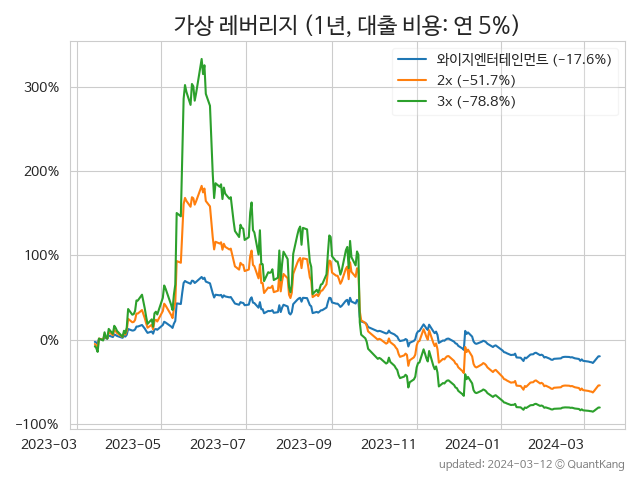 가상 레버리지 (1년, 대출 비용: 연 5%)
와이지엔터테인먼트 (−17.6%)
2x (−51.7%)
3x (−78.8%)
300%
200%
100%
0%
−100%
2023-03 2023-05 2023-07 2023-09 2023-11 2024-01 2024-03
updated: 2024-03-12 © QuantKang